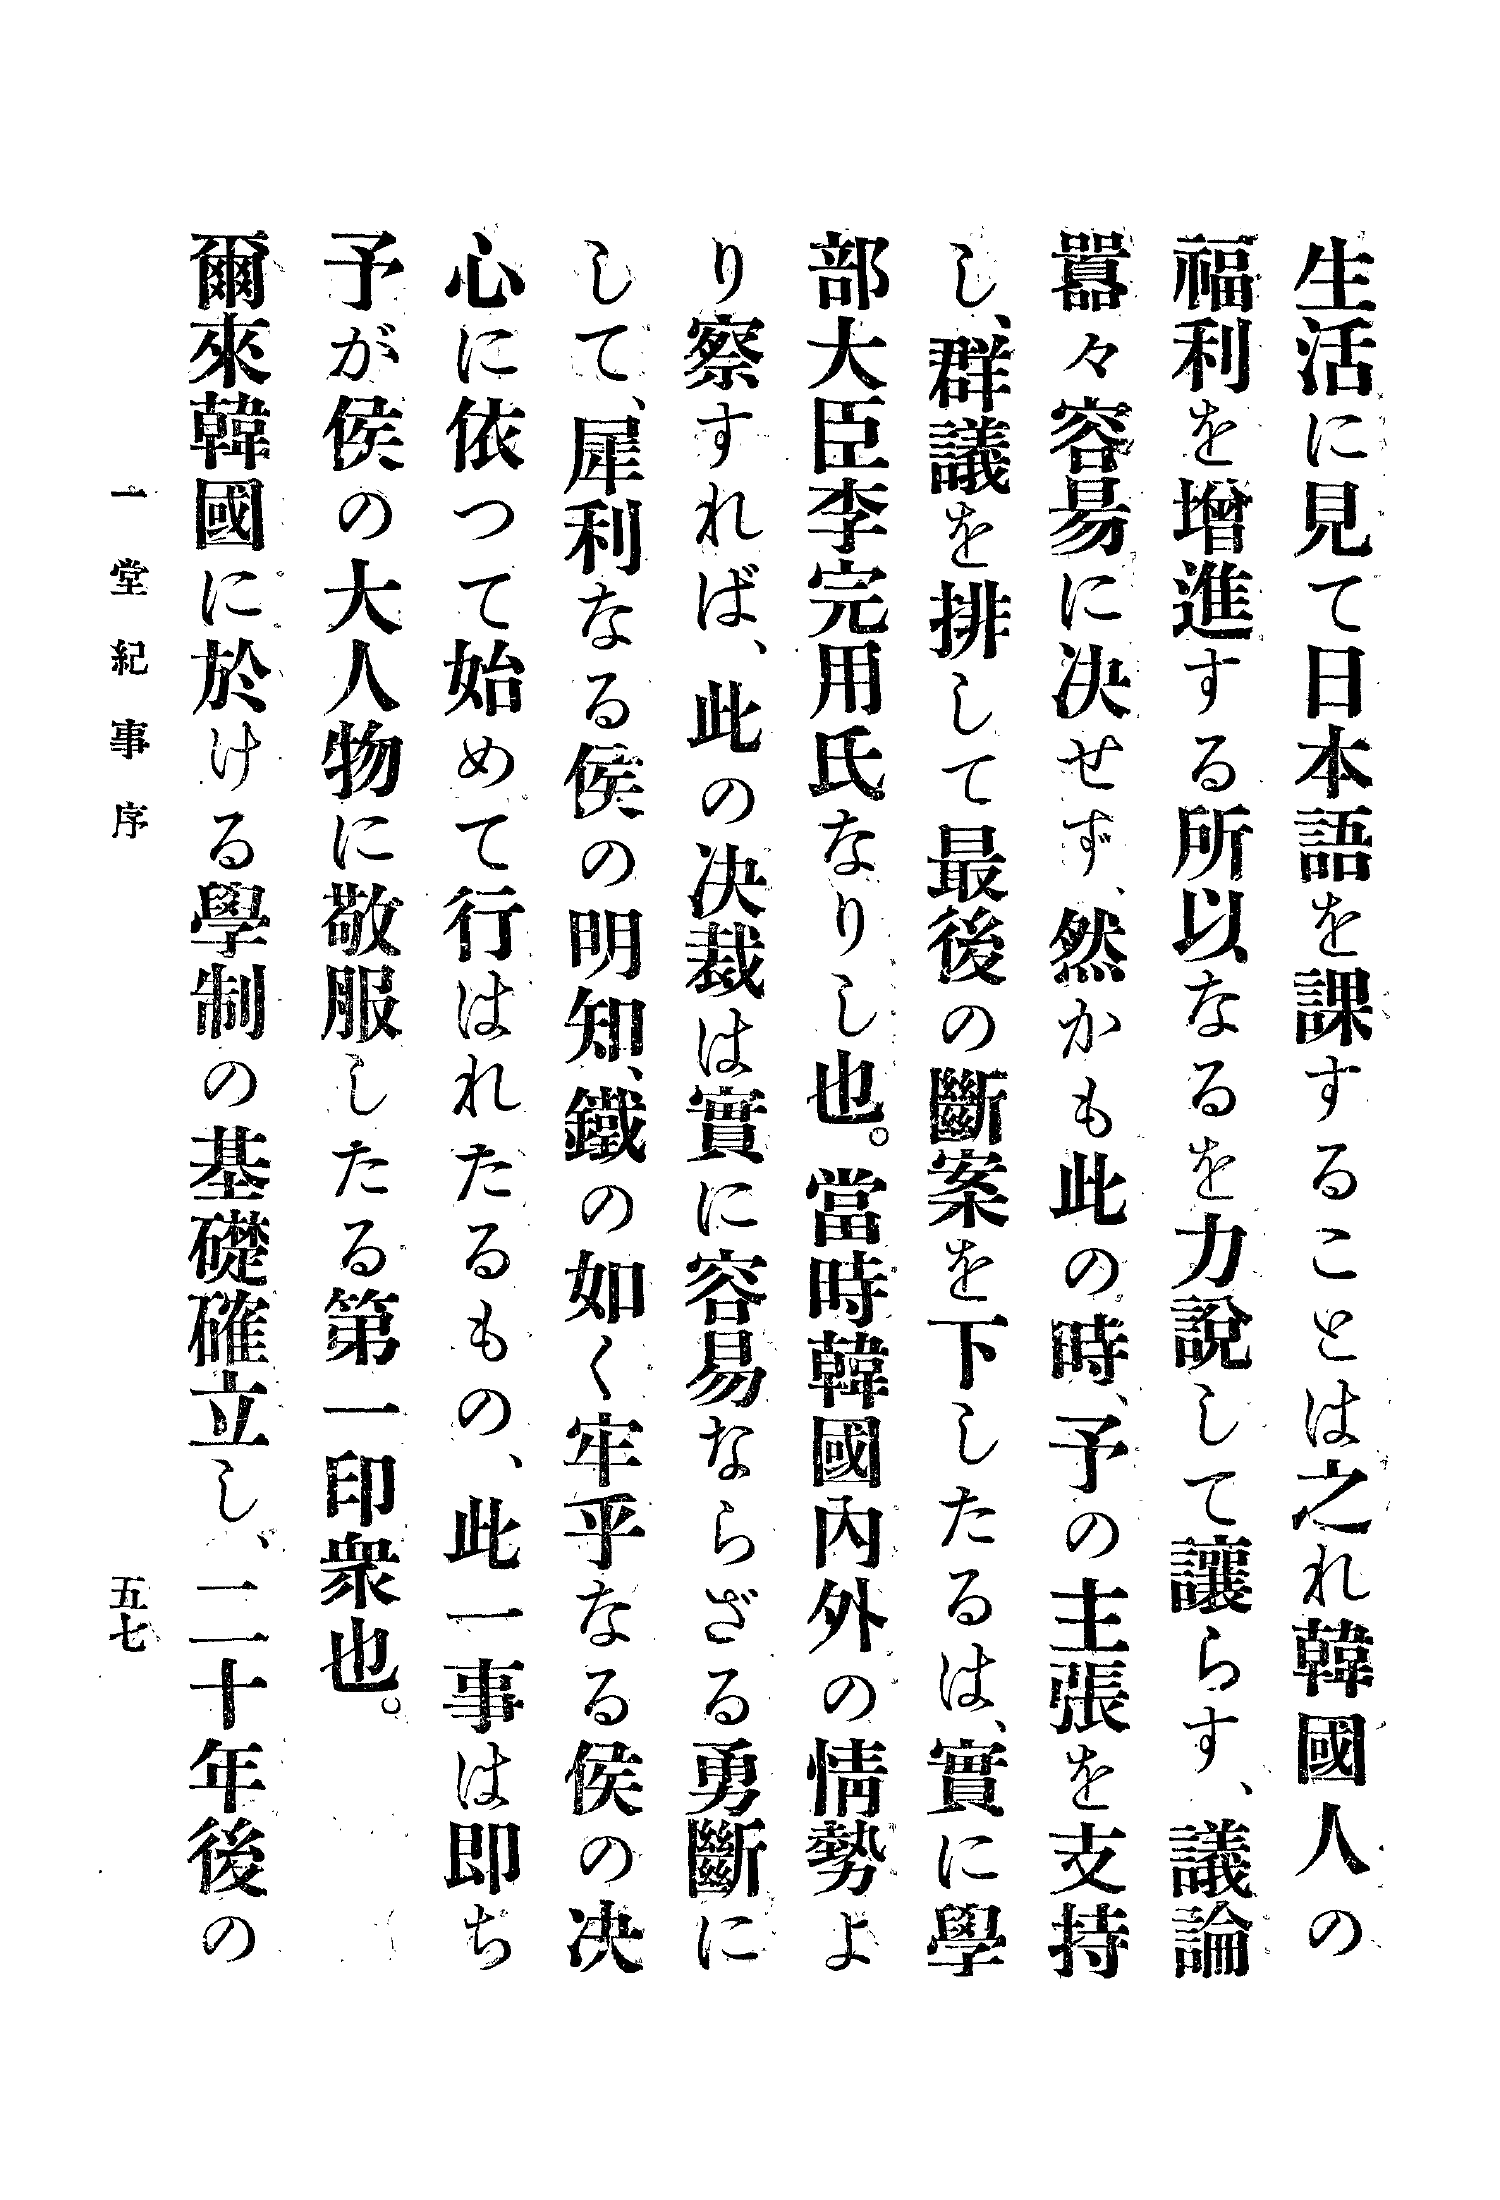 生活に見て日本語を課することは之れ韓國人の
福利を增進する所以なるを力說して讓らす、議論
囂々容易に决せず、然かも此の時、予の主張を支持
し、群議を排して最後の斷案を下したるは、實に學
部大臣李完用氏なりし也。當時韓國內外の情勢よ
り察すれば、此の决裁は實に容易ならざる勇斷に
して、犀利なる侯の明知、鐵の如く牢乎なる侯の决
心に依つて始めて行はれたるもの、此一事は即ち
予が侯の大人物に敬服したる第一印衆也。
爾來韓國に於ける學制の基礎確立し、二十年後の
一堂紀事序
五七